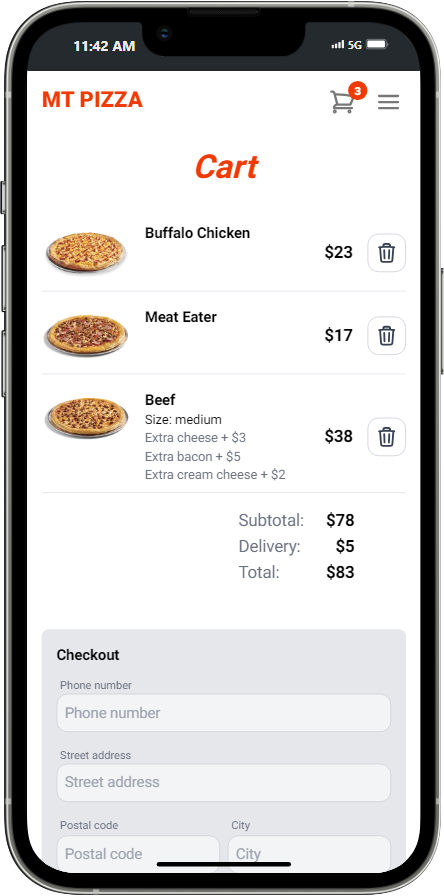 11:42 AM 5G
MT PIZZA 3
Cart
Buffalo Chicken
$23
Meat Eater
$17
Beef
Size: medium
Extra cheese + $3
$38
Extra bacon + $5
Extra cream cheese + $2
Subtotal: $78
Delivery: $5
Total: $83
Checkout
Phone number
Phone number
Street address
Street address
Postal code City
Postal code City